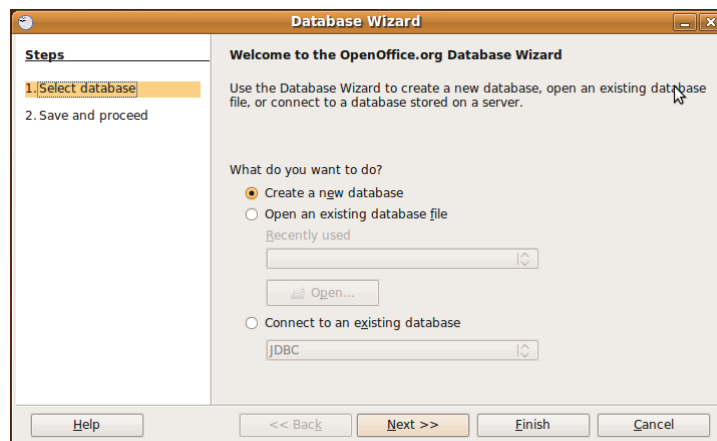 Database Wizard
Steps
1. Select database
2. Save and proceed
Welcome to the OpenOffice.org Database Wizard
Use the Database Wizard to create a new database, open an existing database
file, or connect to a database stored on a server.
What do you want to do?
Create a new database
Open an existing database file
Recently used
Open...
Connect to an existing database
JDBC
Help
<< Back
Next >>
Finish
Cancel